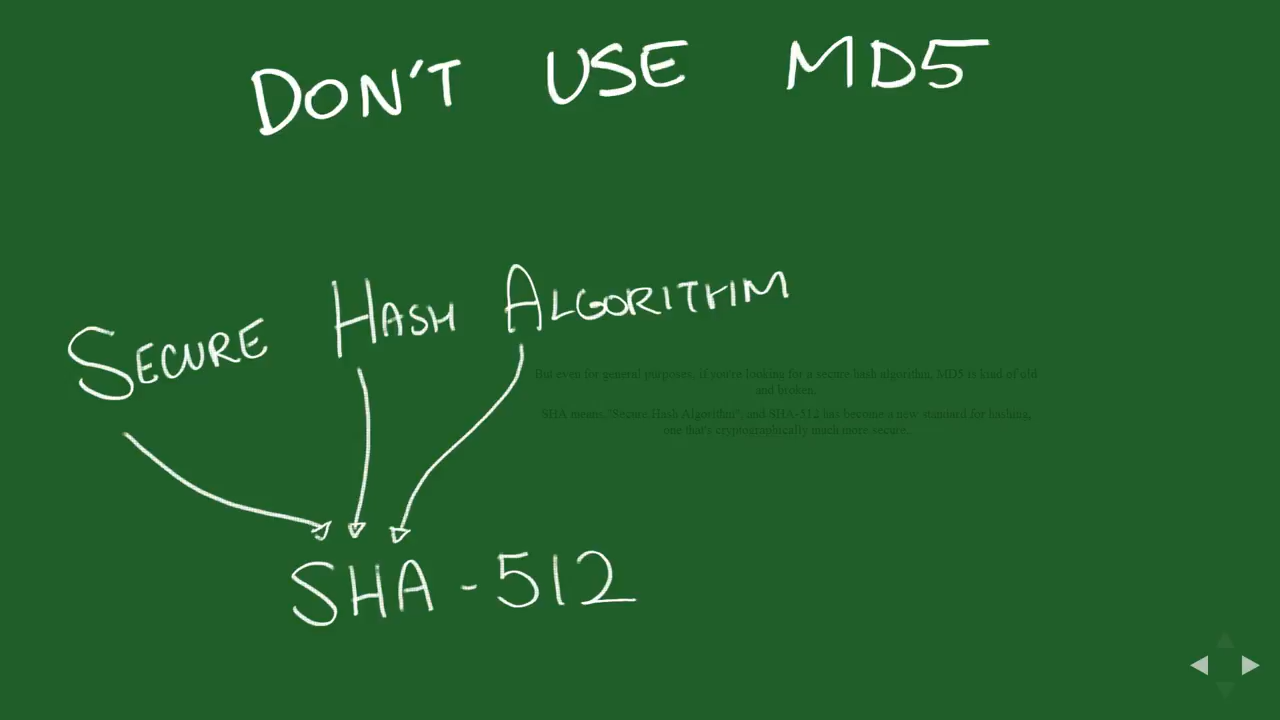 DON'T USE MD5
SECURE HASH ALGORITHM
But even for general purposes, if you're looking for a secure hash algorithm, MD5 is kind of old
and broken.
SHA means "Secure Hash Algorithm", and SHA-512 has become a new standard for hashing,
one that's cryptographically much more secure...
SHA-512